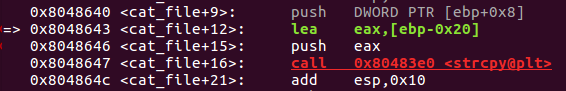 0x8048640 <cat_file+9>: push DWORD PTR [ebp+0x8]
=> 0x8048643 <cat_file+12>: lea eax,[ebp-0x20]
0x8048646 <cat_file+15>: push eax
0x8048647 <cat_file+16>: call 0x80483e0 <strcpy@plt>
0x804864c <cat_file+21>: add esp,0x10